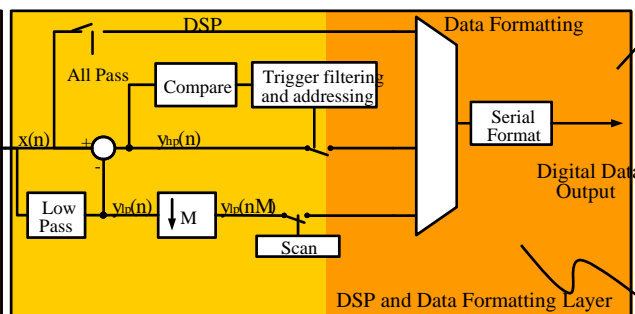 DSP
Data Formatting
All Pass
Compare
Trigger filtering
and addressing
Serial
Format
x(n)
+
yhp(n)
-
Digital Data
Output
Low
Pass
ylp(n)
M
ylp(nM)
Scan
DSP and Data Formatting Layer